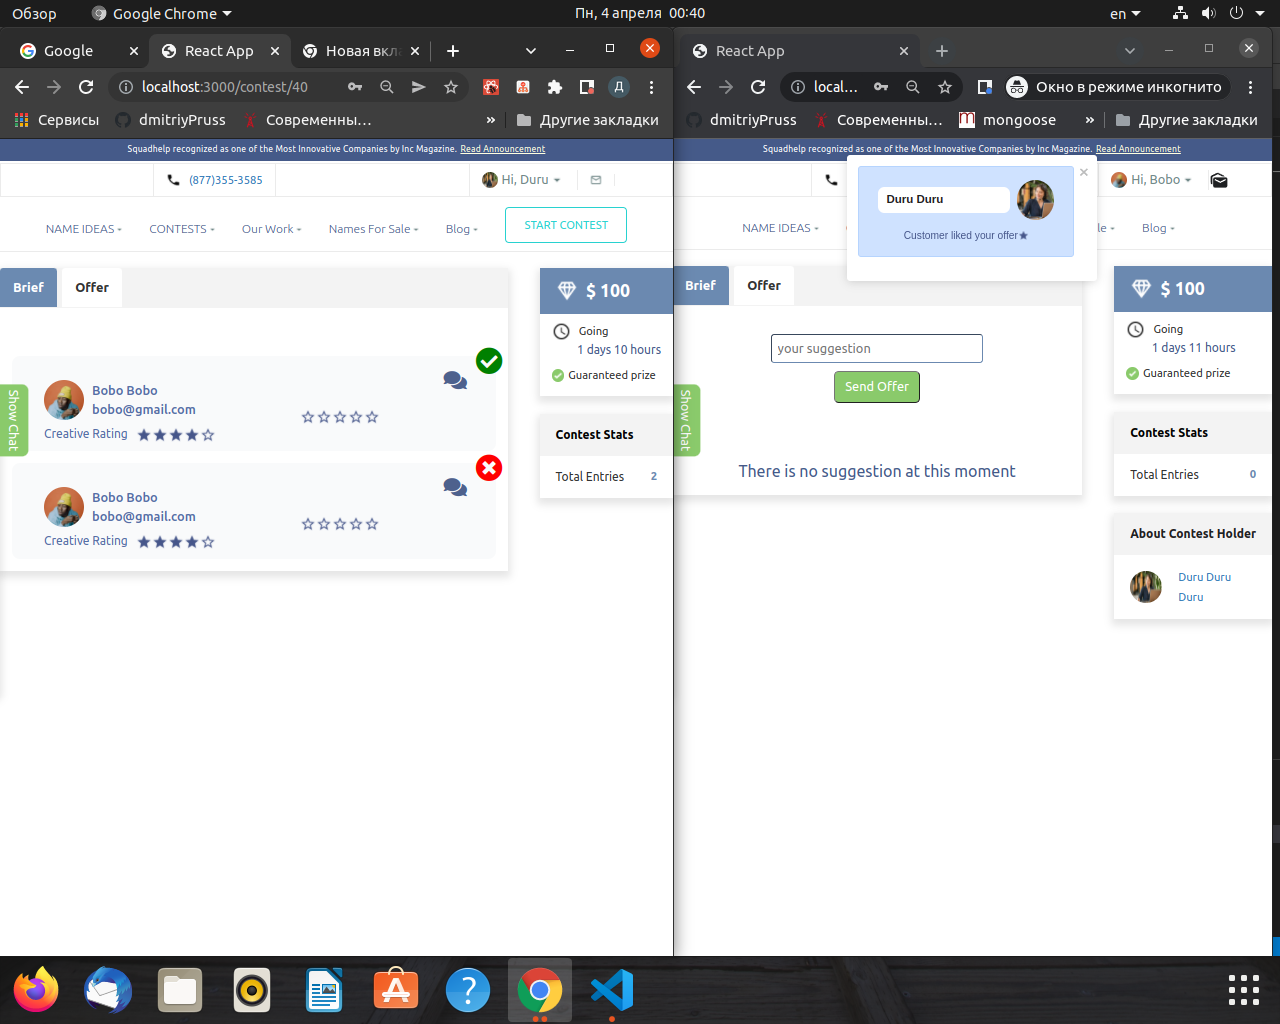 Обзор
Google Chrome
Пн, 4 апреля 00:40
en
Google
React App
Новая вкл
localhost:3000/contest/40
Д
Сервисы
dmitriyPruss
Современны...
»
Другие закладки
Squadhelp recognized as one of the Most Innovative Companies by Inc Magazine. Read Announcement
(877)355-3585
Hi, Duru
NAME IDEAS
CONTESTS
Our Work
Names For Sale
Blog
START CONTEST
Brief
Offer
$ 100
Going
1 days 10 hours
Guaranteed prize
Show Chat
Bobo Bobo
bobo@gmail.com
Creative Rating
Bobo Bobo
bobo@gmail.com
Creative Rating
Contest Stats
Total Entries 2
React App
local...
Окно в режиме инкогнито
dmitriyPruss
Современны...
mongoose
»
Другие закладки
Squadhelp recognized as one of the Most Innovative Companies by Inc Magazine. Read Announcement
Duru Duru
Customer liked your offer
Hi, Bobo
NAME IDEAS
le
Blog
Brief
Offer
your suggestion
Send Offer
There is no suggestion at this moment
Show Chat
$ 100
Going
1 days 11 hours
Guaranteed prize
Contest Stats
Total Entries 0
About Contest Holder
Duru Duru
Duru